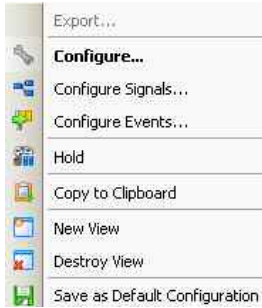 Export...
Configure...
Configure Signals...
Configure Events...
Hold
Copy to Clipboard
New View
Destroy View
Save as Default Configuration